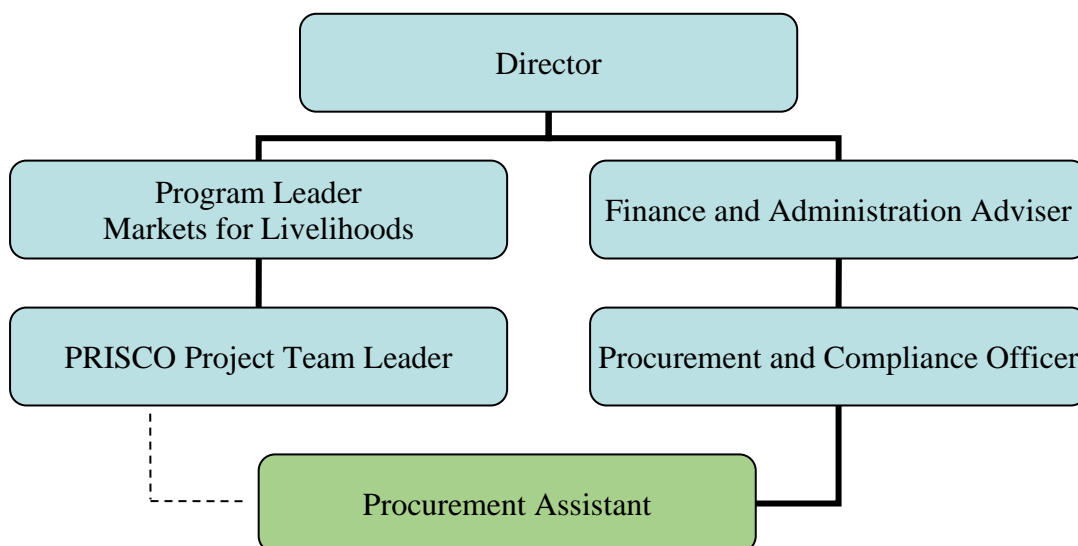 Director
Program Leader
Markets for Livelihoods
Finance and Administration Adviser
PRISCO Project Team Leader
Procurement and Compliance Officer
Procurement Assistant